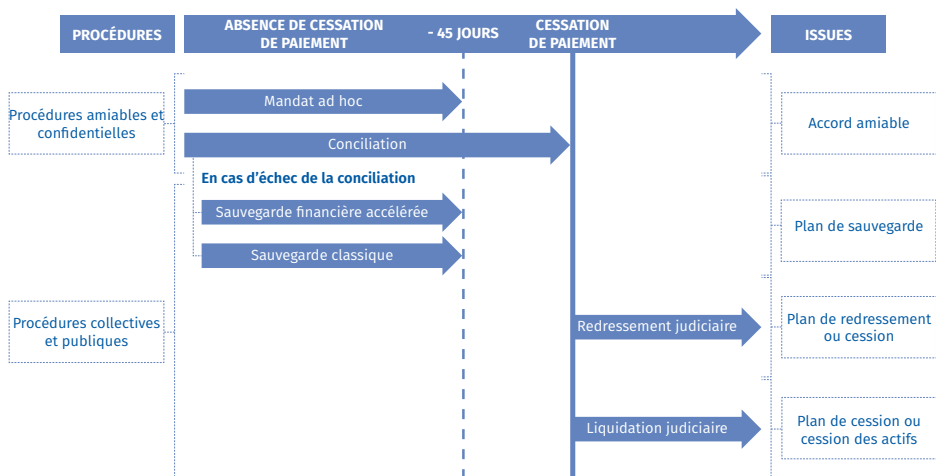 PROCÉDURES
ABSENCE DE CESSATION
DE PAIEMENT
- 45 JOURS
CESSATION
DE PAIEMENT
ISSUES
Procédures amiables et
confidentielles
Mandat ad hoc
Conciliation
Accord amiable
En cas d’échec de la conciliation
Sauvegarde financière accélérée
Sauvegarde classique
Plan de sauvegarde
Procédures collectives
et publiques
Redressement judiciaire
Plan de redressement
ou cession
Liquidation judiciaire
Plan de cession ou
cession des actifs